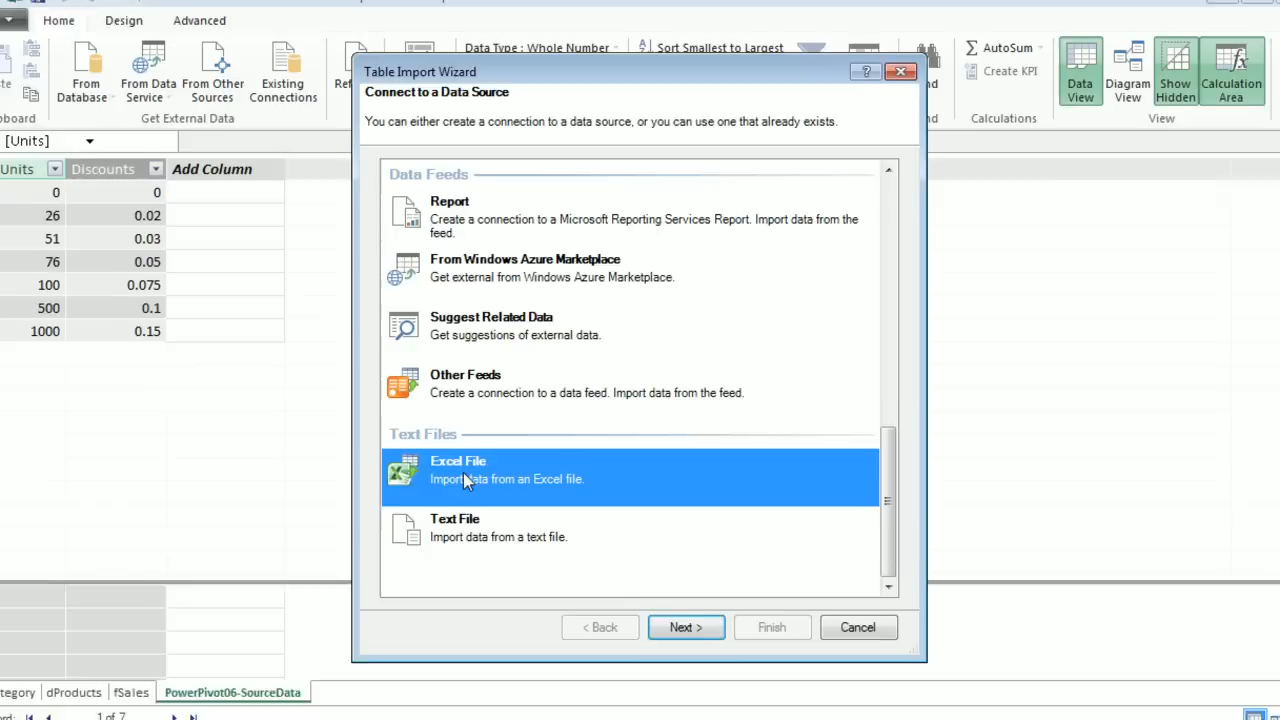 Home Design Advanced
Data Type : Whole Number
Sort Smallest to Largest
AutoSum
Create KPI
From Database
From Data Service
From Other Sources
Existing Connections
Data View
Diagram View
Show Hidden
Calculation Area
Get External Data
Calculations
View
[Units]
Units Discounts Add Column
0 0
26 0.02
51 0.03
76 0.05
100 0.075
500 0.1
1000 0.15
Table Import Wizard
Connect to a Data Source
You can either create a connection to a data source, or you can use one that already exists.
Data Feeds
Report
Create a connection to a Microsoft Reporting Services Report. Import data from the
feed.
From Windows Azure Marketplace
Get external from Windows Azure Marketplace.
Suggest Related Data
Get suggestions of external data.
Other Feeds
Create a connection to a data feed. Import data from the feed.
Text Files
Excel File
Import data from an Excel file.
Text File
Import data from a text file.
< Back Next > Finish Cancel
tegory dProducts fSales PowerPivot06-SourceData
1 of 7